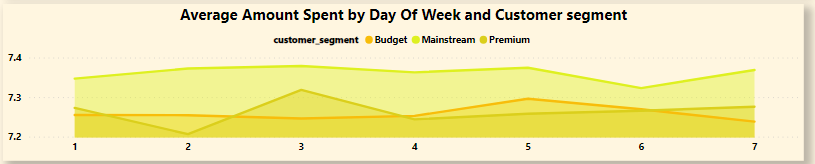 Average Amount Spent by Day Of Week and Customer segment
customer_segment Budget Mainstream Premium
7.4
7.3
7.2
1 2 3 4 5 6 7